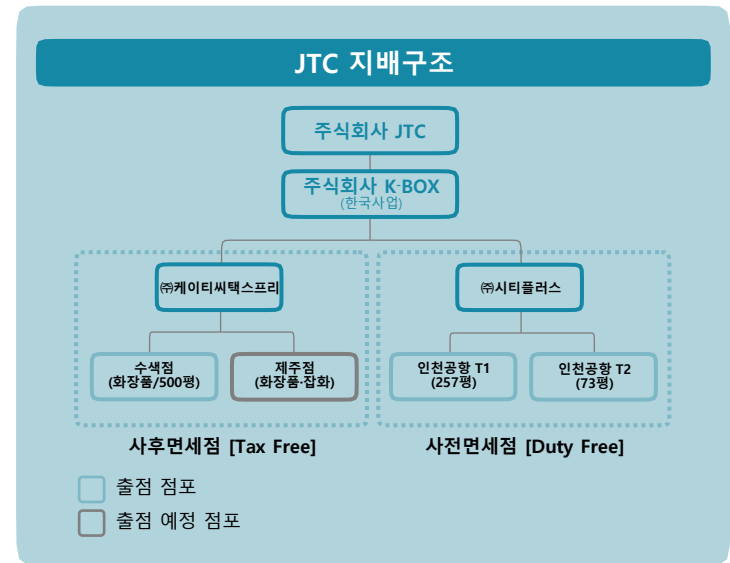 JTC 지배구조
주식회사 JTC
주식회사 K-BOX
(한국사업)
㈜케이티씨택스프리
㈜시티플러스
수색점
(화장품/500평)
제주점
(화장품·잡화)
인천공항 T1
(257평)
인천공항 T2
(73평)
사후면세점 [Tax Free]
사전면세점 [Duty Free]
출점 점포
출점 예정 점포